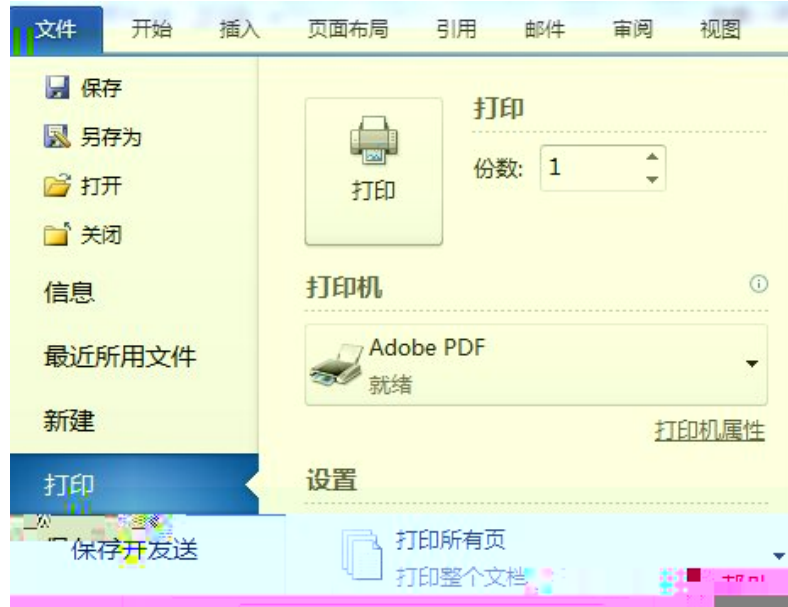 文件 开始 插入 页面布局 引用 邮件 审阅 视图
保存
另存为
打开
关闭
信息
最近所用文件
新建
打印
保存并发送
打印
打印
份数: 1
打印机
Adobe PDF
就绪
打印机属性
设置
打印所有页
打印整个文档